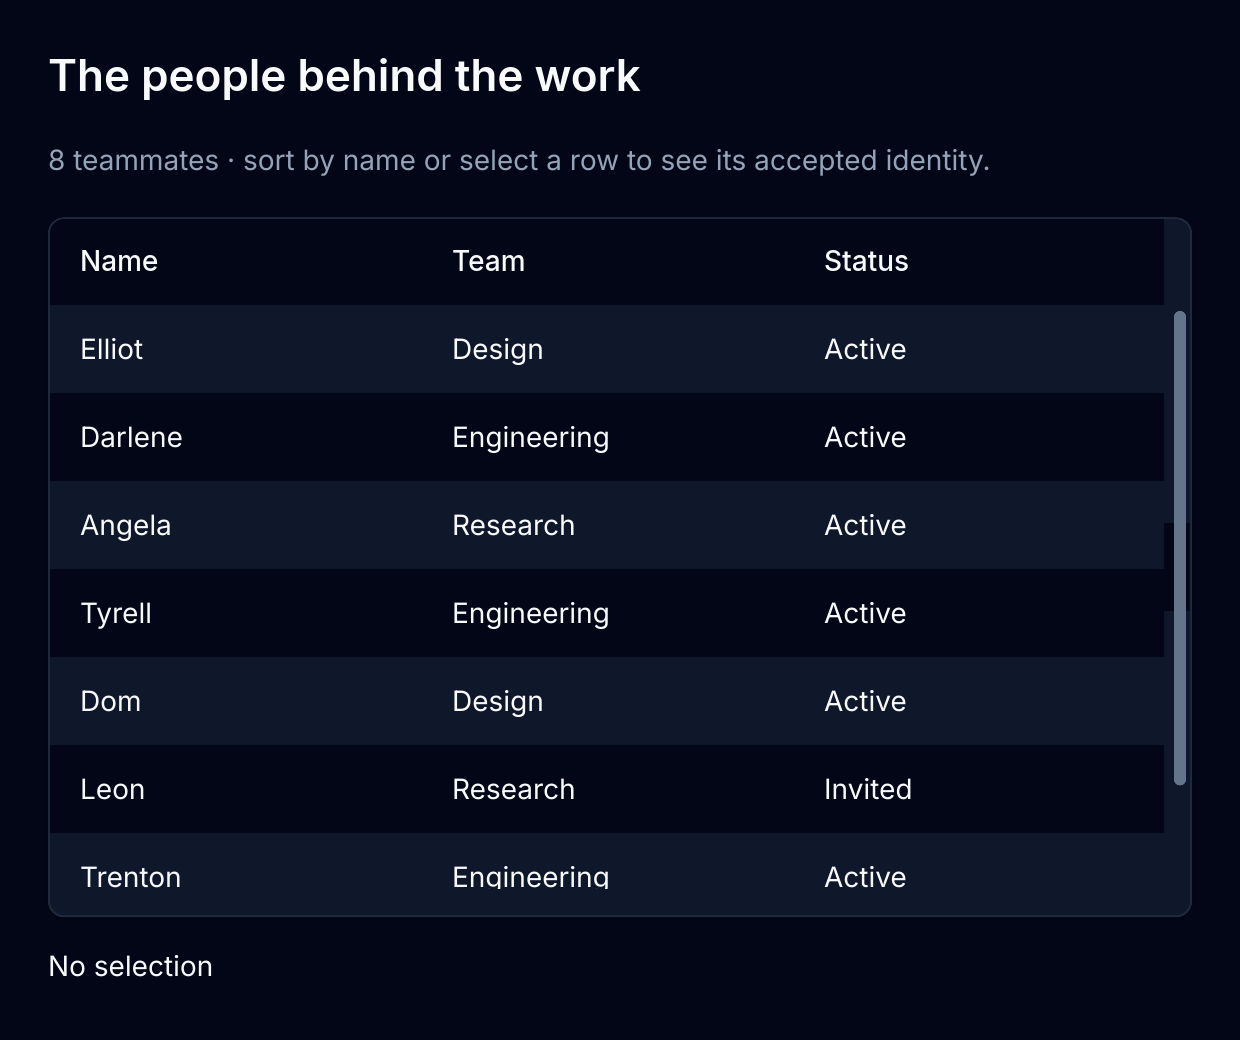 The people behind the work
8 teammates · sort by name or select a row to see its accepted identity.
Name Team Status
Elliot Design Active
Darlene Engineering Active
Angela Research Active
Tyrell Engineering Active
Dom Design Active
Leon Research Invited
Trenton Engineering Active
No selection